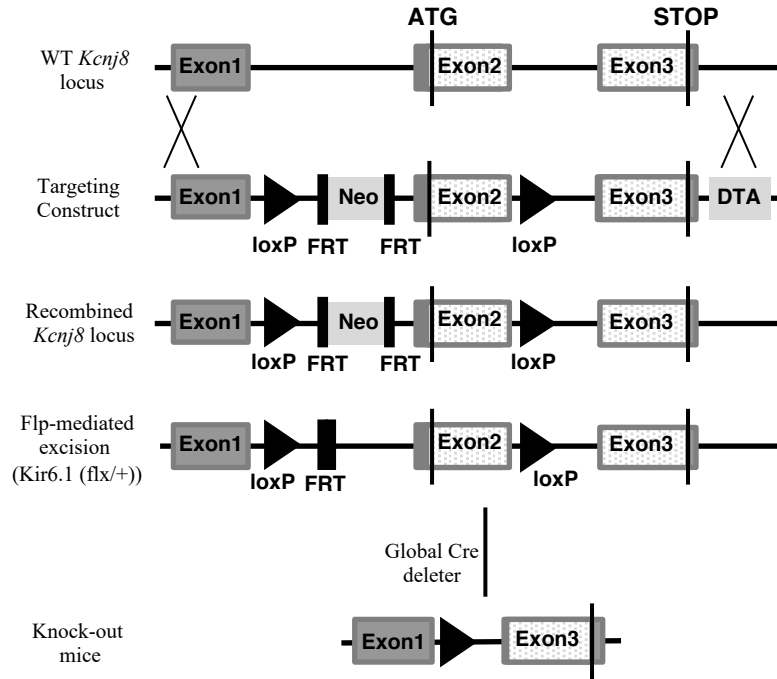 ATG STOP
WT Kcnj8
locus
Exon1 Exon2 Exon3
Targeting
Construct
Exon1 Neo Exon2 Exon3 DTA
loxP FRT FRT loxP
Recombined
Kcnj8 locus
Exon1 Neo Exon2 Exon3
loxP FRT FRT loxP
Flp-mediated
excision
(Kir6.1 (flx/+))
Exon1 Exon2 Exon3
loxP FRT loxP
Global Cre
deleter
Knock-out
mice
Exon1 Exon3